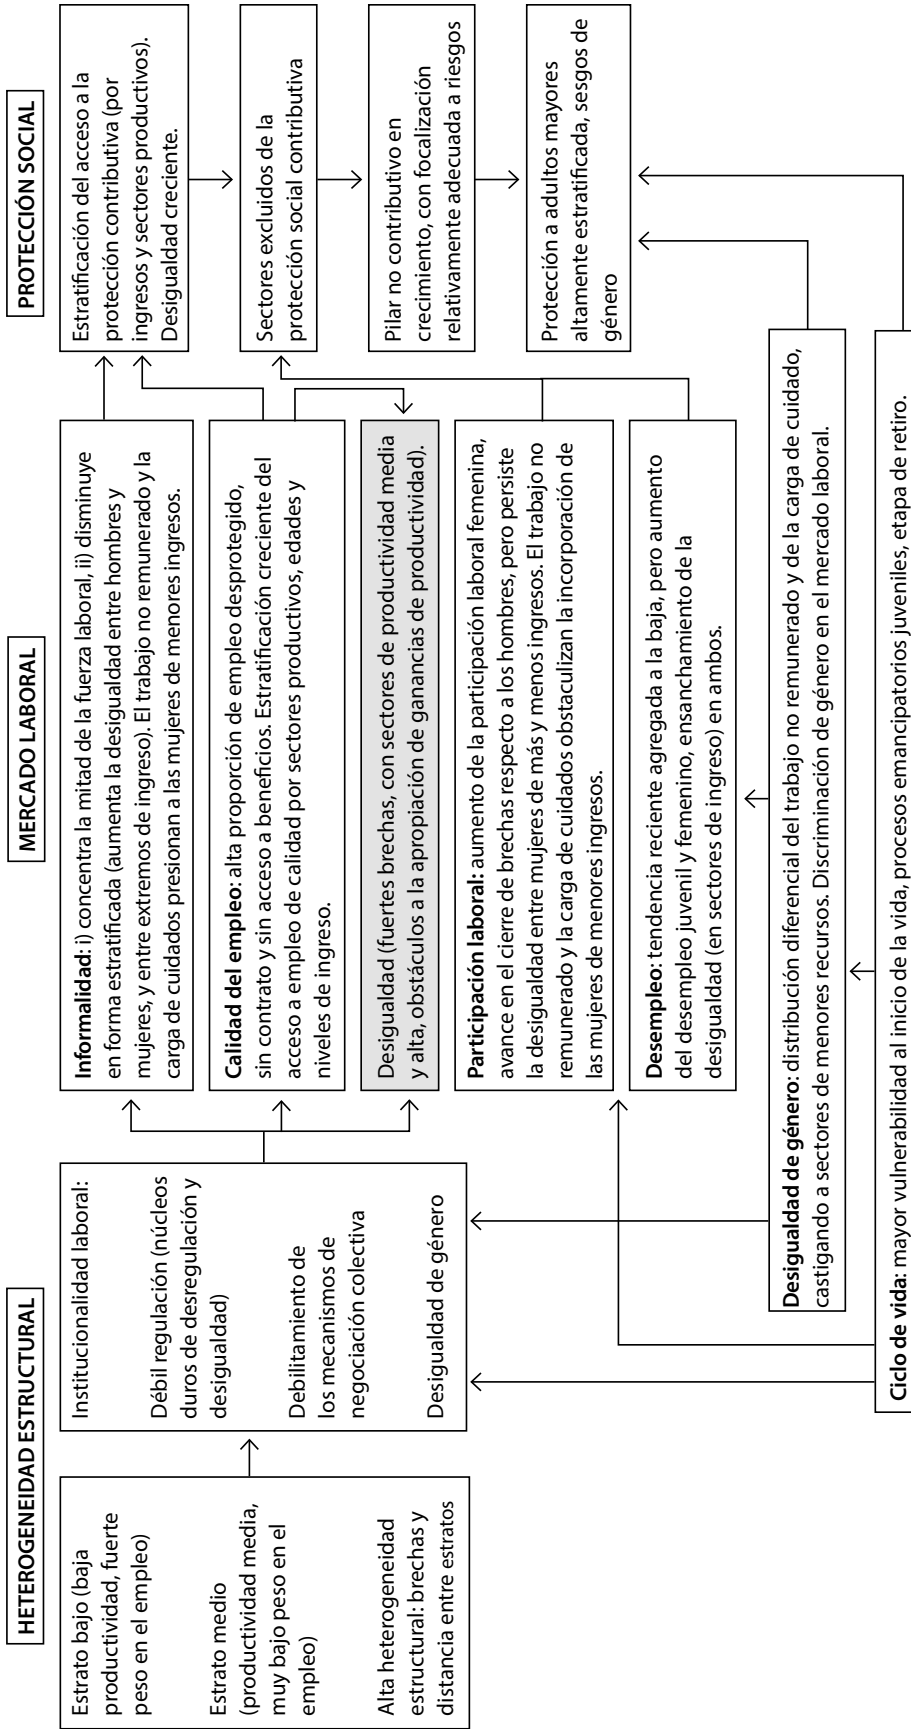 HETEROGENEIDAD ESTRUCTURAL
Estrato bajo (baja
productividad, fuerte
peso en el empleo)
Estrato medio
(productividad media,
muy bajo peso en el
empleo)
Alta heterogeneidad
estructural: brechas y
distancia entre estratos
Institucionalidad laboral:
Débil regulación (núcleos
duros de desregulación y
desigualdad)
Debilitamiento de
los mecanismos de
negociación colectiva
Desigualdad de género
MERCADO LABORAL
Informalidad: i) concentra la mitad de la fuerza laboral, ii) disminuye
en forma estratificada (aumenta la desigualdad entre hombres y
mujeres, y entre extremos de ingreso). El trabajo no remunerado y la
carga de cuidados presionan a las mujeres de menores ingresos.
Calidad del empleo: alta proporción de empleo desprotegido,
sin contrato y sin acceso a beneficios. Estratificación creciente del
acceso a empleo de calidad por sectores productivos, edades y
niveles de ingreso.
Desigualdad (fuertes brechas, con sectores de productividad media
y alta, obstáculos a la apropiación de ganancias de productividad).
Participación laboral: aumento de la participación laboral femenina,
avance en el cierre de brechas respecto a los hombres, pero persiste
la desigualdad entre mujeres de más y menos ingresos. El trabajo no
remunerado y la carga de cuidados obstaculizan la incorporación de
las mujeres de menores ingresos.
Desempleo: tendencia reciente agregada a la baja, pero aumento
del desempleo juvenil y femenino, ensanchamiento de la
desigualdad (en sectores de ingreso) en ambos.
PROTECCIÓN SOCIAL
Estratificación del acceso a la
protección contributiva (por
ingresos y sectores productivos).
Desigualdad creciente.
Sectores excluidos de la
protección social contributiva
Pilar no contributivo en
crecimiento, con focalización
relativamente adecuada a riesgos
Protección a adultos mayores
altamente estratificada, sesgos de
género
Desigualdad de género: distribución diferencial del trabajo no remunerado y de la carga de cuidado,
castigando a sectores de menores recursos. Discriminación de género en el mercado laboral.
Ciclo de vida: mayor vulnerabilidad al inicio de la vida, procesos emancipatorios juveniles, etapa de retiro.